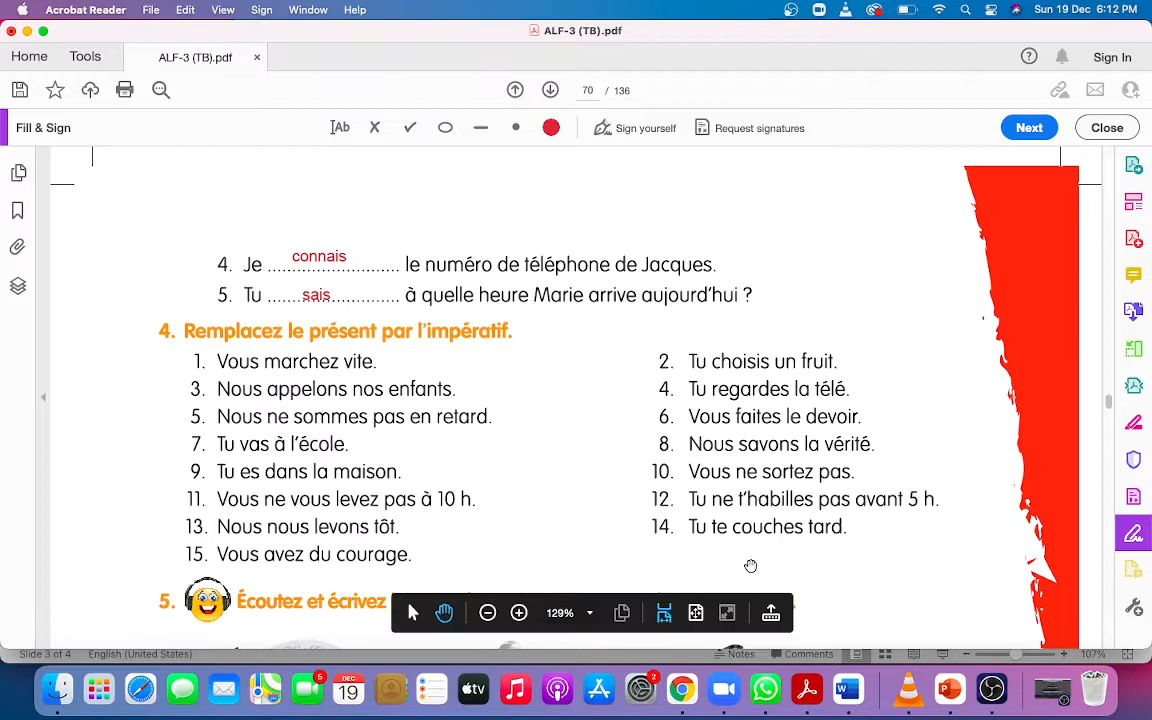 Acrobat Reader File Edit View Sign Window Help Sun 19 Dec 6:12 PM
ALF-3 (TB).pdf
Home Tools ALF-3 (TB).pdf × Sign In
70 / 136
Fill & Sign Ab Sign yourself Request signatures Next Close
4. Je connais le numéro de téléphone de Jacques.
5. Tu sais à quelle heure Marie arrive aujourd'hui ?
4. Remplacez le présent par l'impératif.
1. Vous marchez vite. 2. Tu choisis un fruit.
3. Nous appelons nos enfants. 4. Tu regardes la télé.
5. Nous ne sommes pas en retard. 6. Vous faites le devoir.
7. Tu vas à l'école. 8. Nous savons la vérité.
9. Tu es dans la maison. 10. Vous ne sortez pas.
11. Vous ne vous levez pas à 10 h. 12. Tu ne t'habilles pas avant 5 h.
13. Nous nous levons tôt. 14. Tu te couches tard.
15. Vous avez du courage.
5. Écoutez et écrivez
129%
Slide 3 of 4 English (United States) Notes Comments 107%
5 DEC 19 tv 2